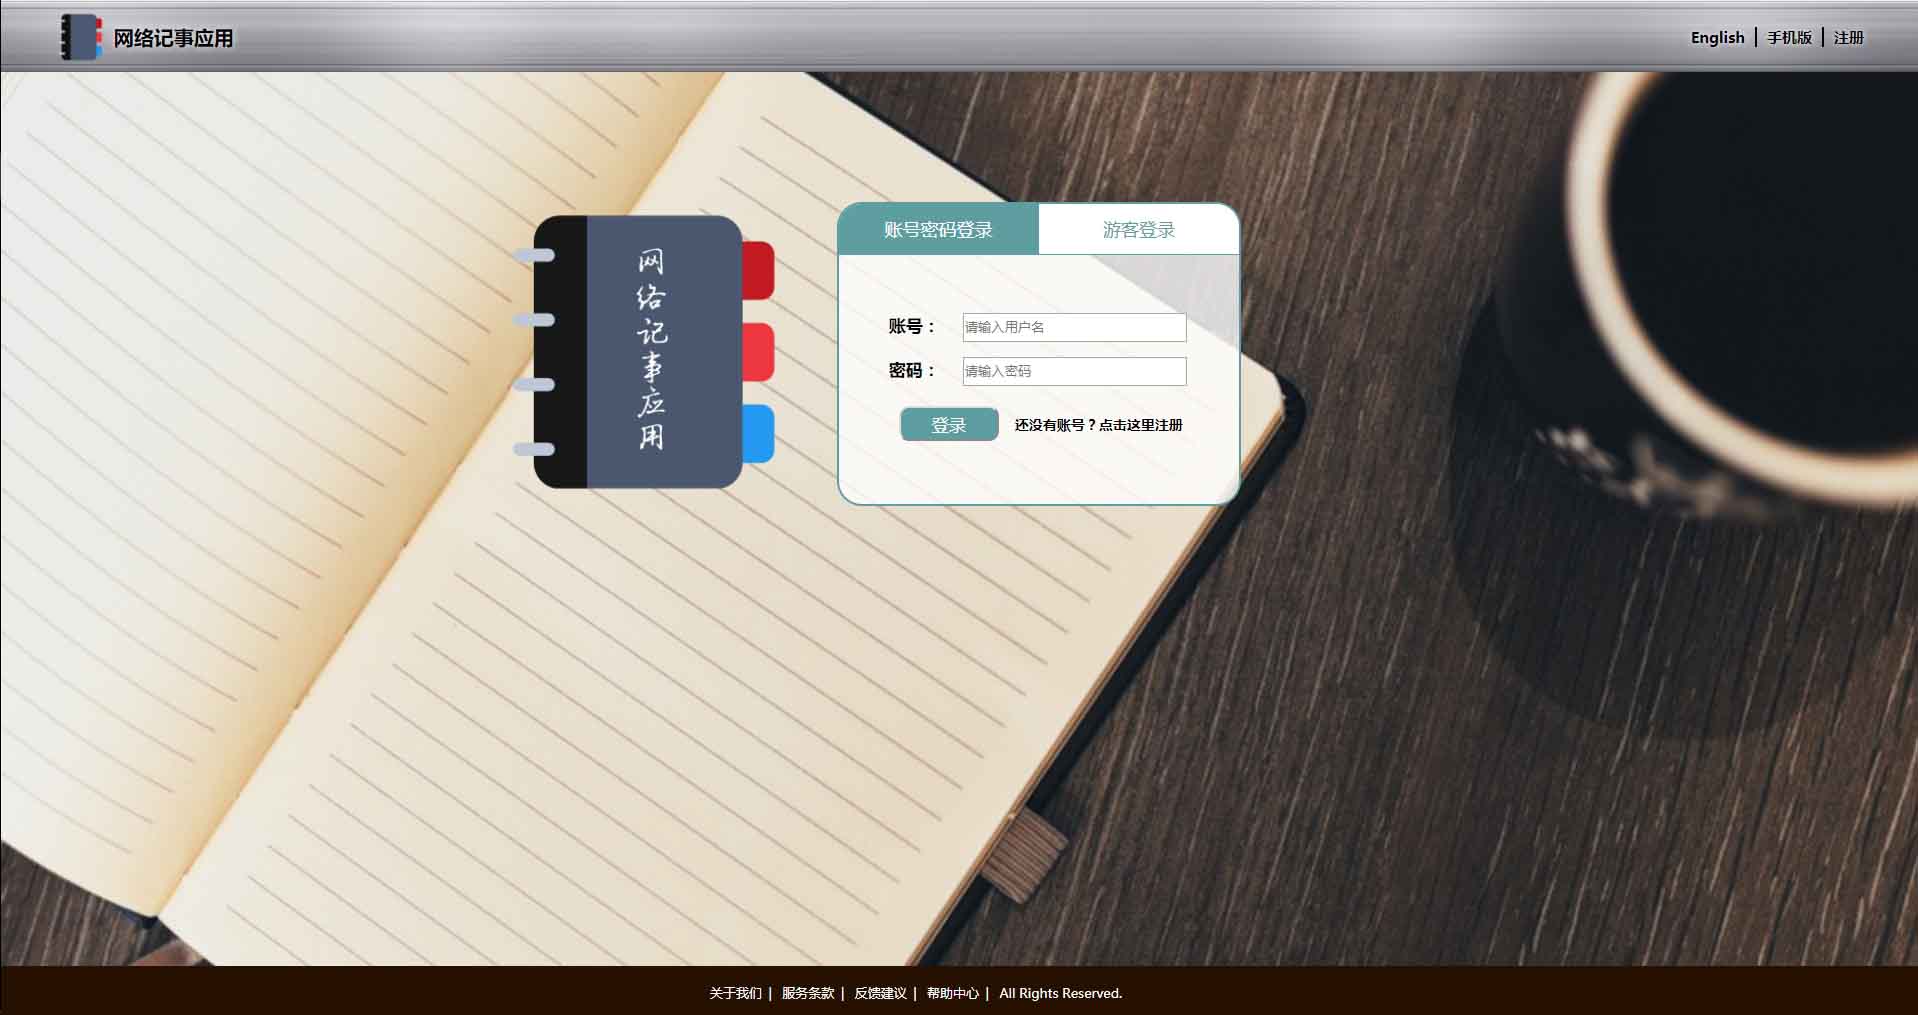 网络记事应用
English | 手机版 | 注册
网络记事应用
账号密码登录
游客登录
账号：
请输入用户名
密码：
请输入密码
登录
还没有账号？点击这里注册
关于我们 | 服务条款 | 反馈建议 | 帮助中心 | All Rights Reserved.